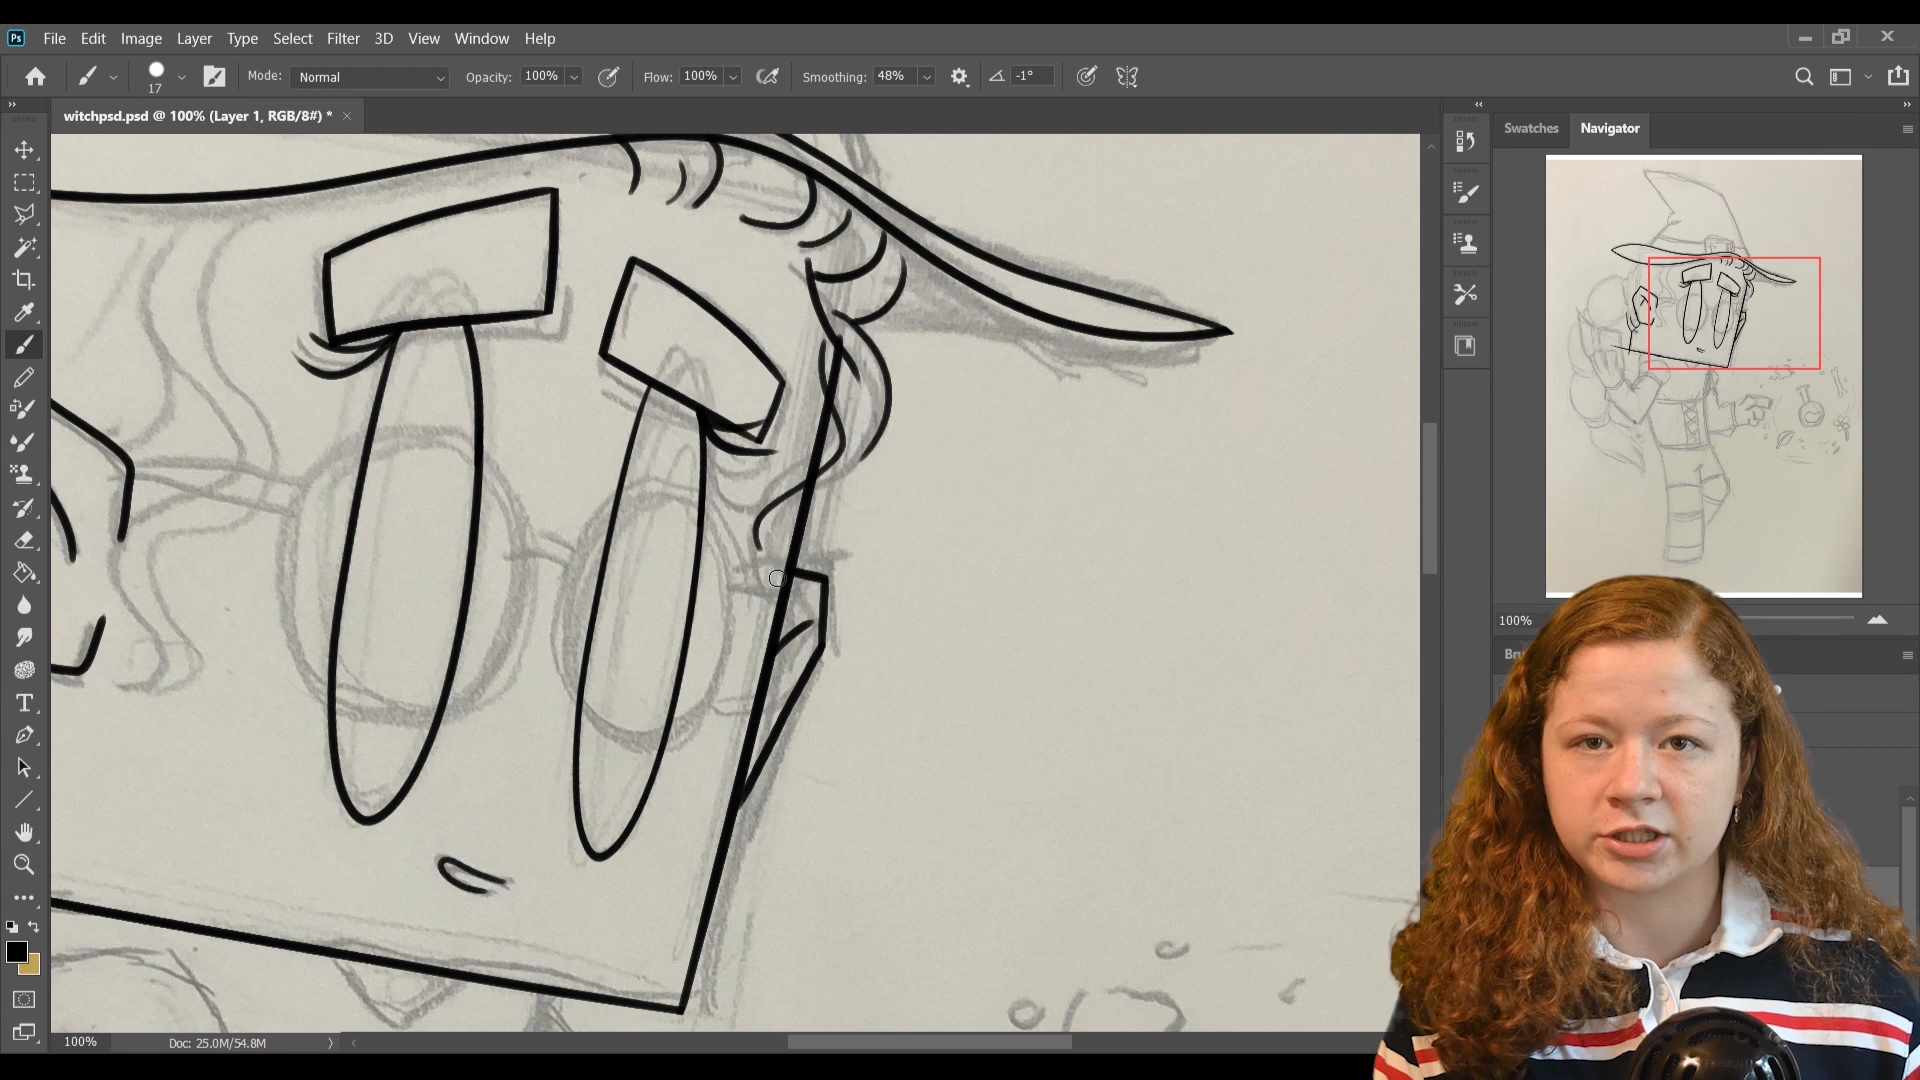 Ps File Edit Image Layer Type Select Filter 3D View Window Help
17 Mode: Normal Opacity: 100% Flow: 100% Smoothing: 48% -1°
witchpsd.psd @ 100% (Layer 1, RGB/8#) * ×
Swatches Navigator
100%
Bru
100% Doc: 25.0M/54.8M